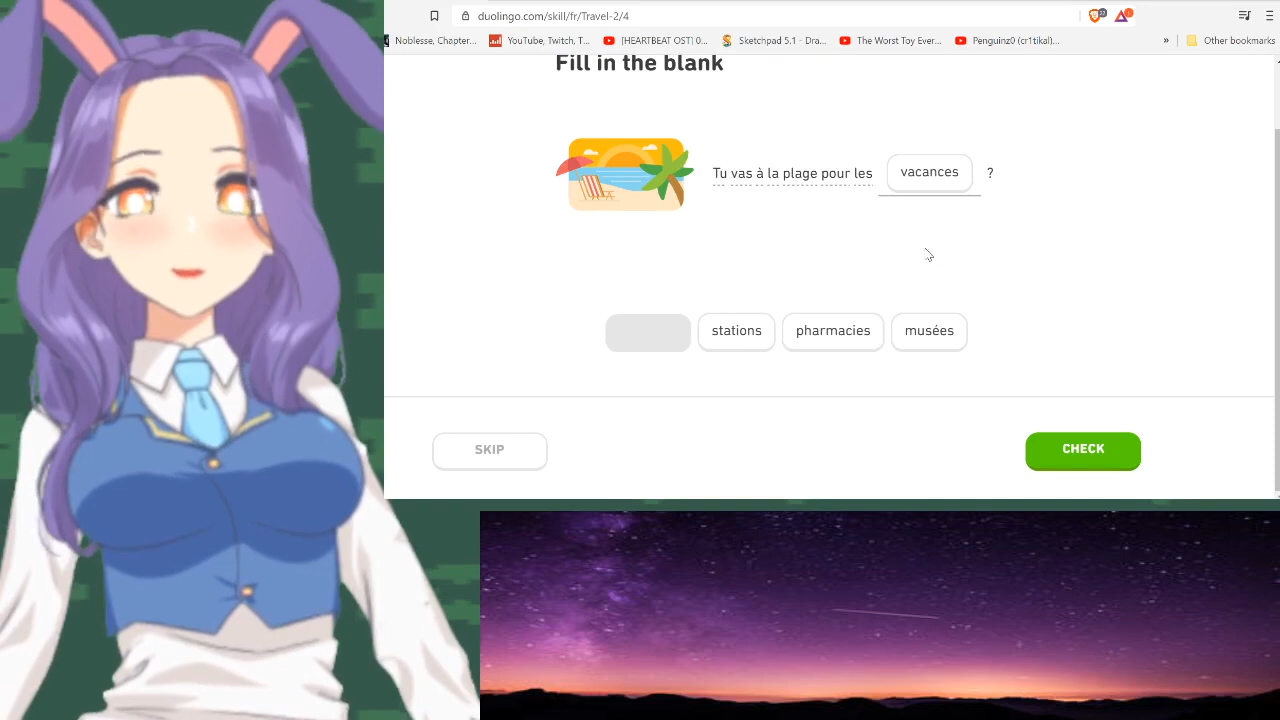 duolingo.com/skill/fr/Travel-2/4
Noblesse, Chapter... YouTube, Twitch, T... [HEARTBEAT OST] 0... Sketchpad 5.1 - D... The Worst Toy Eve... Penguinz0 (cr1tikal)... » Other bookmarks
Fill in the blank
Tu vas à la plage pour les vacances ?
stations pharmacies musées
SKIP CHECK